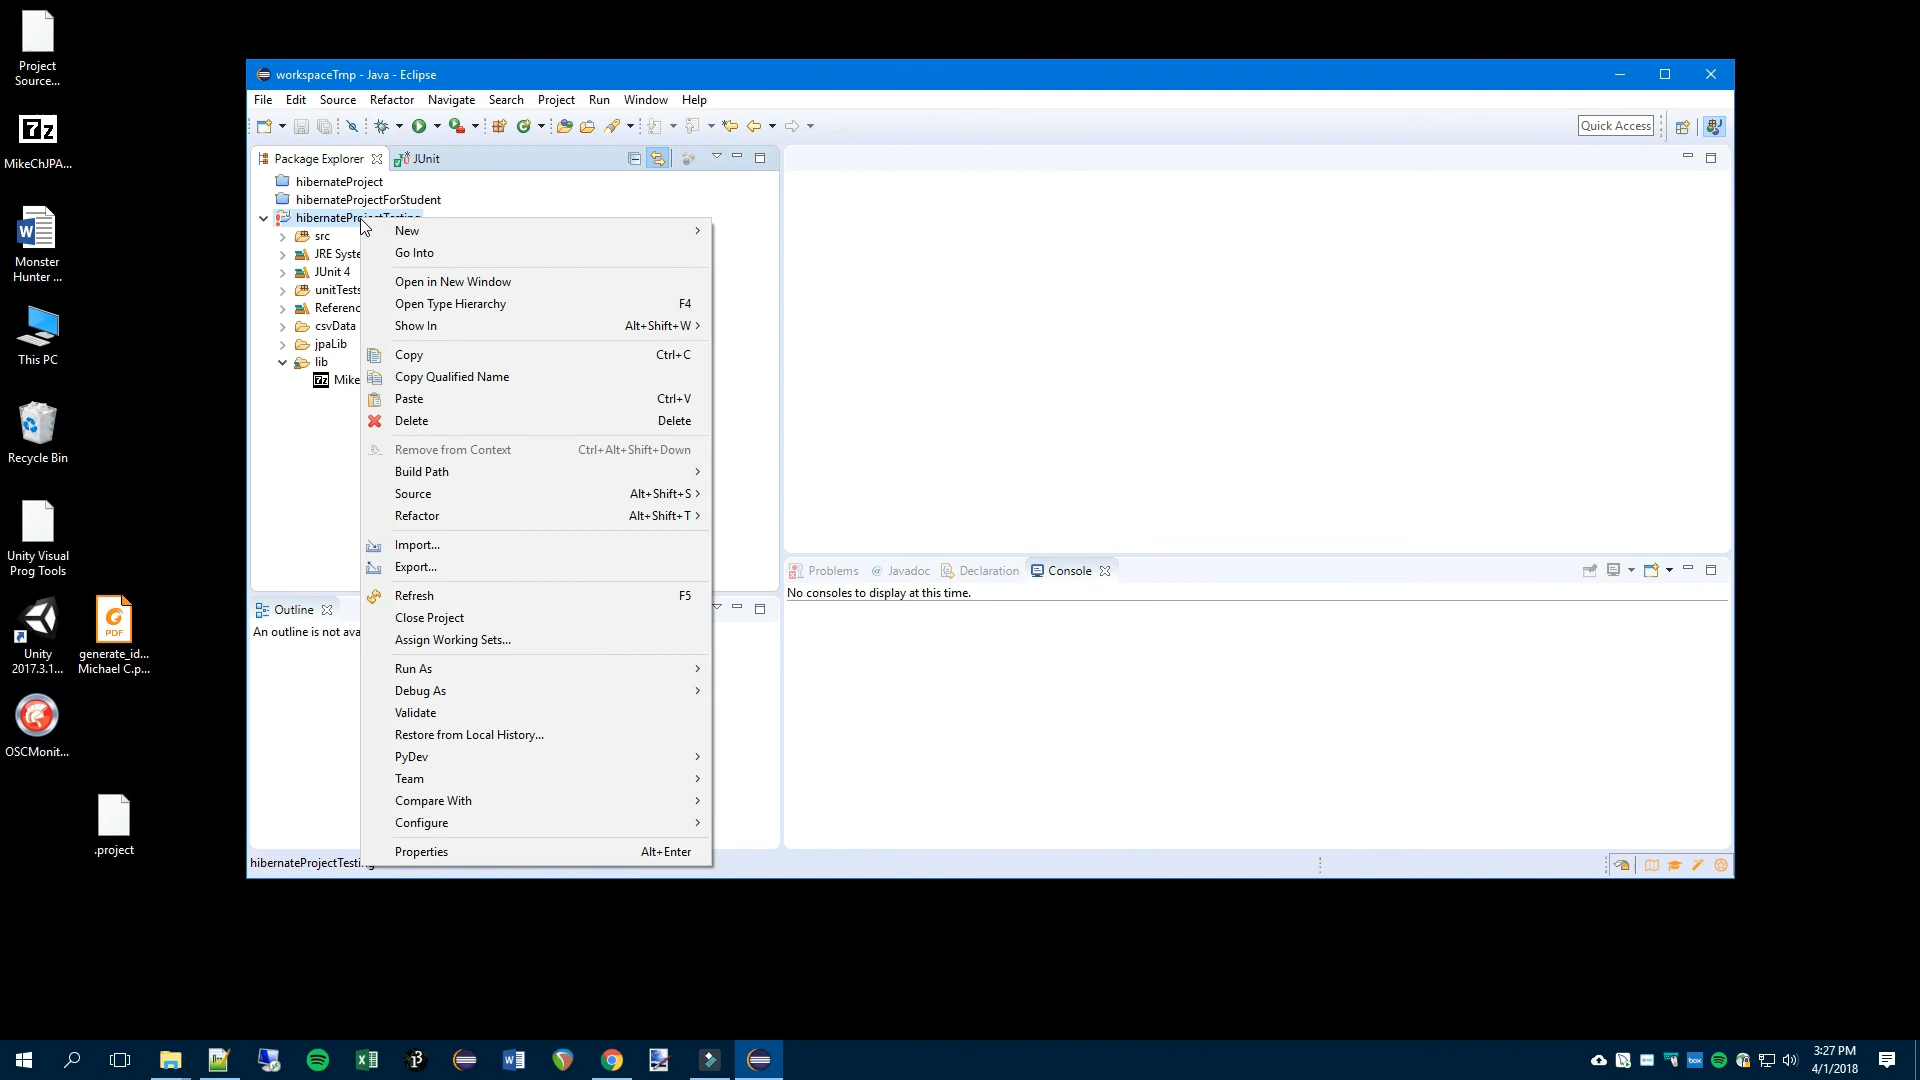 Project
Source...
MikeChJPA...
Monster
Hunter ...
This PC
Recycle Bin
Unity Visual
Prog Tools
Unity
2017.3.1...
generate_id...
Michael C.p...
PDF
OSCMonit...
.project
workspaceTmp - Java - Eclipse
File Edit Source Refactor Navigate Search Project Run Window Help
Quick Access
Package Explorer
JUnit
hibernateProject
hibernateProjectForStudent
hibernateProjectTesting
src
JRE Syste
JUnit 4
unitTests
Referenc
csvData
jpaLib
lib
Mike
New
Go Into
Open in New Window
Open Type Hierarchy F4
Show In Alt+Shift+W
Copy Ctrl+C
Copy Qualified Name
Paste Ctrl+V
Delete Delete
Remove from Context Ctrl+Alt+Shift+Down
Build Path
Source Alt+Shift+S
Refactor Alt+Shift+T
Import...
Export...
Refresh F5
Close Project
Assign Working Sets...
Run As
Debug As
Validate
Restore from Local History...
PyDev
Team
Compare With
Configure
Properties Alt+Enter
Outline
An outline is not ava
Problems @ Javadoc Declaration Console
No consoles to display at this time.
hibernateProjectTesting
3:27 PM
4/1/2018